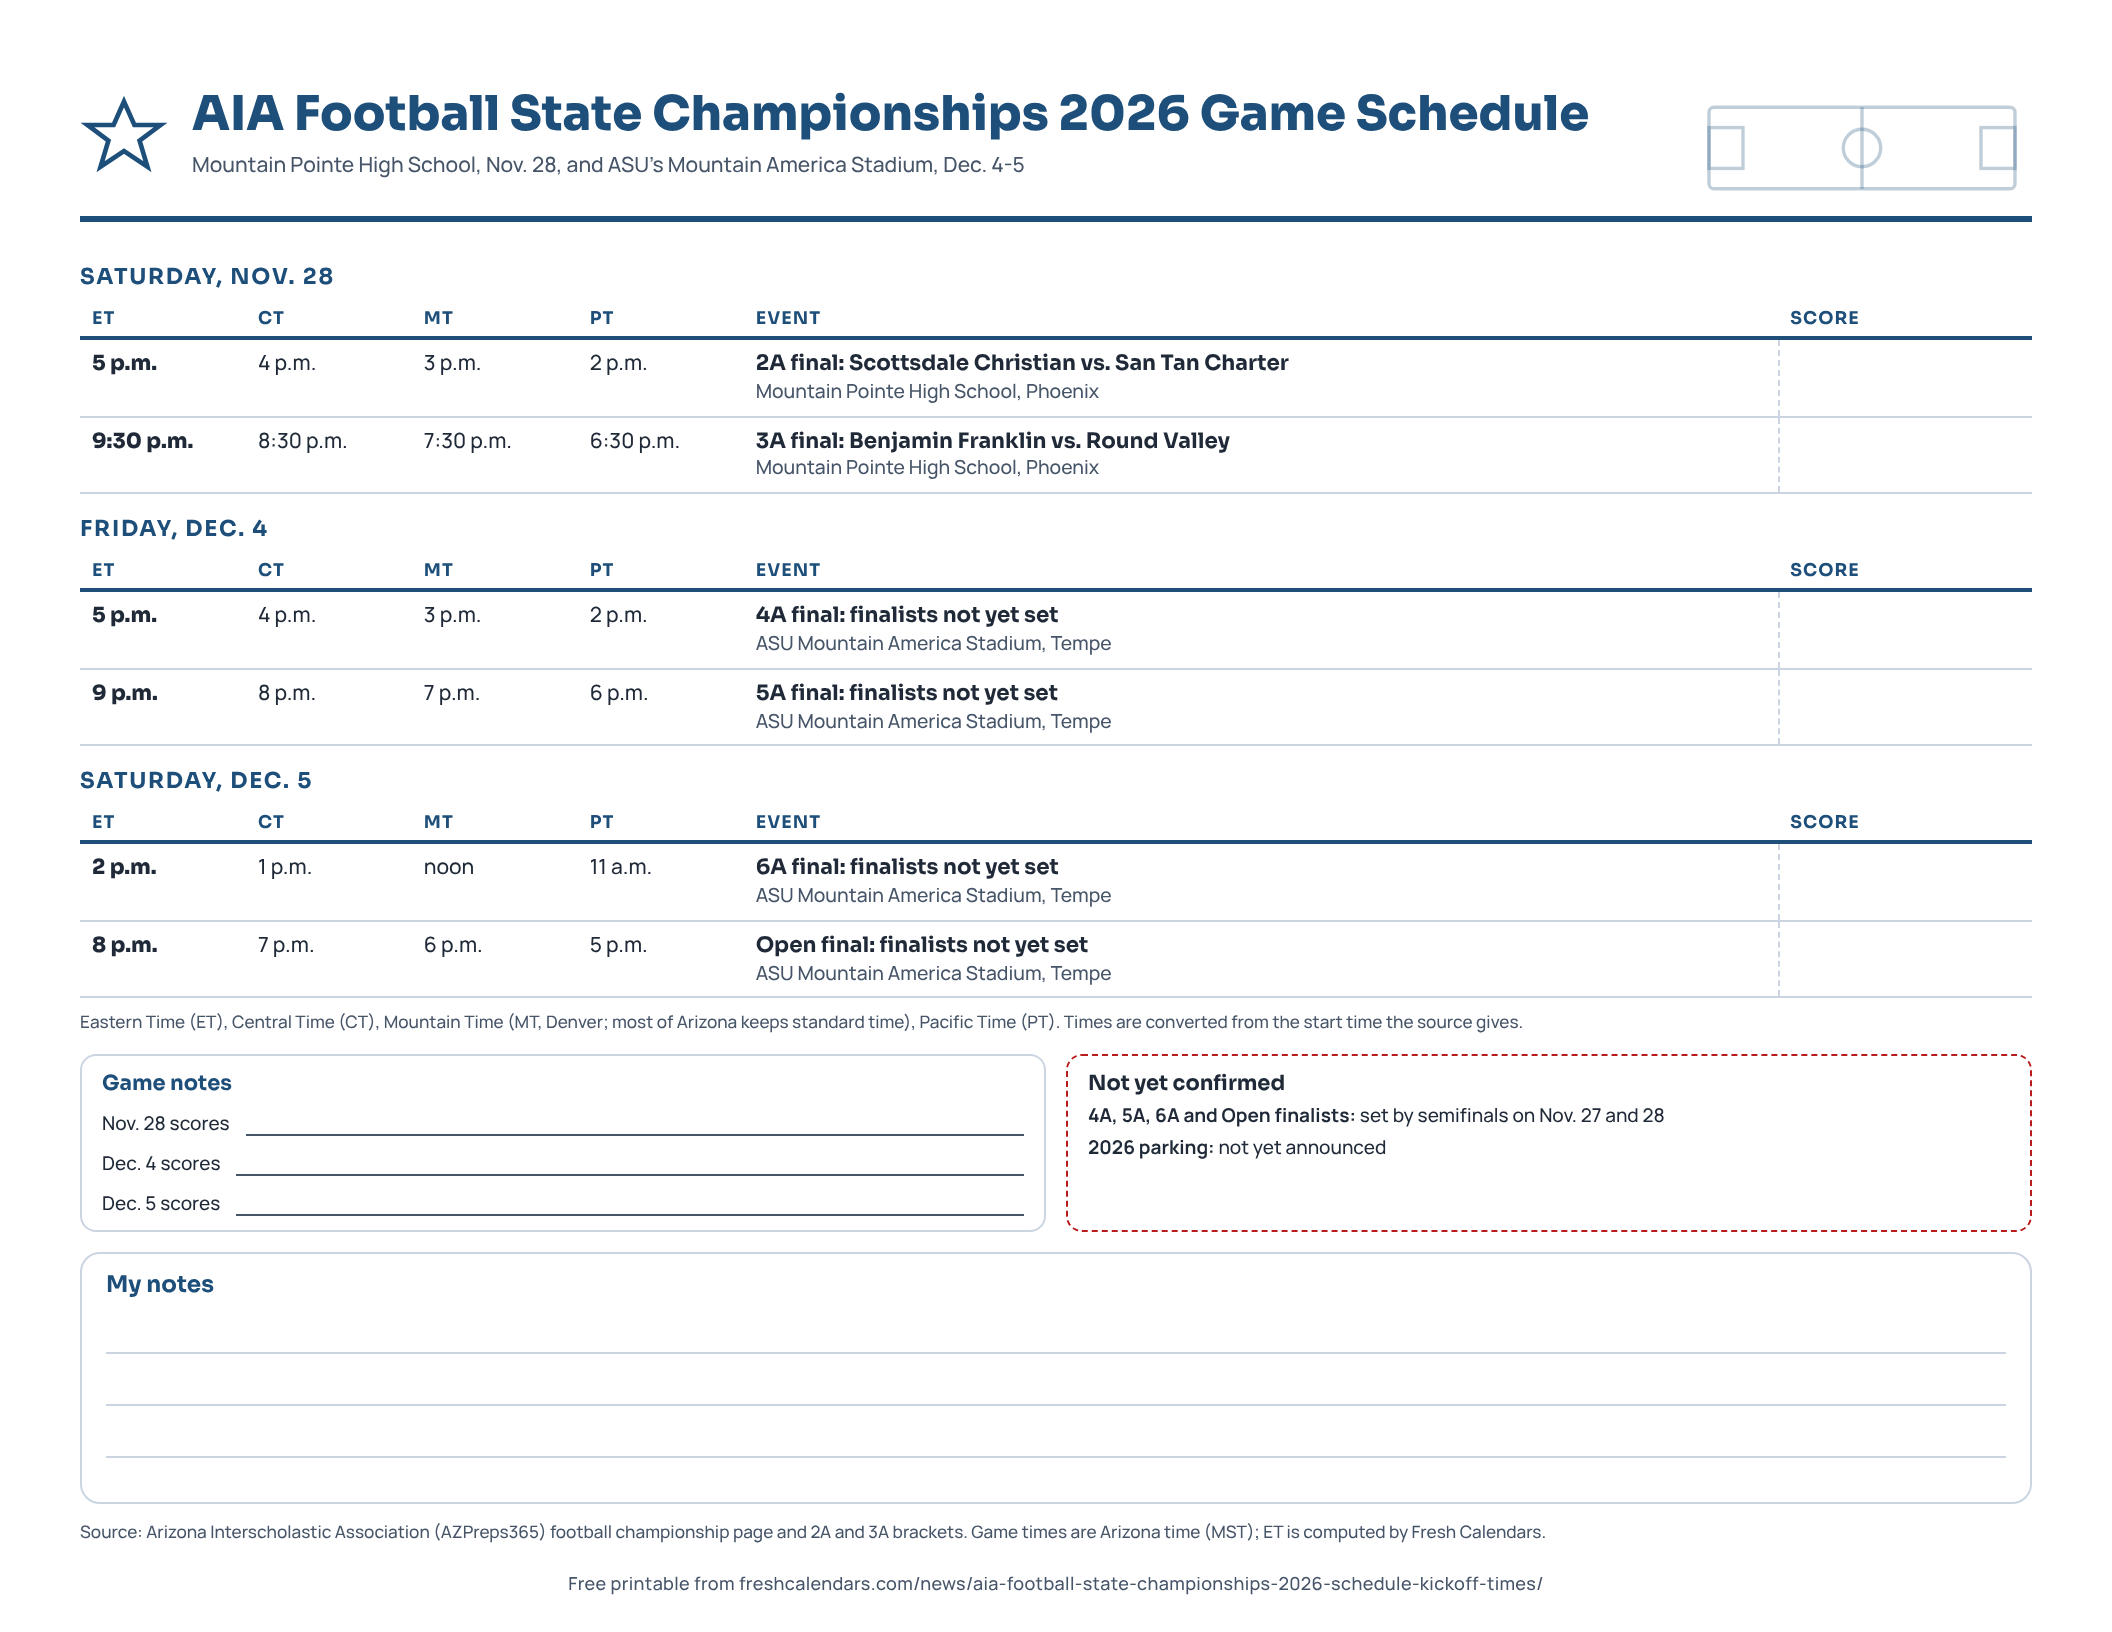 AIA Football State Championships 2026 Game Schedule
Mountain Pointe High School, Nov. 28, and ASU's Mountain America Stadium, Dec. 4-5
SATURDAY, NOV. 28
ET CT MT PT EVENT SCORE
5 p.m. 4 p.m. 3 p.m. 2 p.m. 2A final: Scottsdale Christian vs. San Tan Charter
Mountain Pointe High School, Phoenix
9:30 p.m. 8:30 p.m. 7:30 p.m. 6:30 p.m. 3A final: Benjamin Franklin vs. Round Valley
Mountain Pointe High School, Phoenix
FRIDAY, DEC. 4
ET CT MT PT EVENT SCORE
5 p.m. 4 p.m. 3 p.m. 2 p.m. 4A final: finalists not yet set
ASU Mountain America Stadium, Tempe
9 p.m. 8 p.m. 7 p.m. 6 p.m. 5A final: finalists not yet set
ASU Mountain America Stadium, Tempe
SATURDAY, DEC. 5
ET CT MT PT EVENT SCORE
2 p.m. 1 p.m. noon 11 a.m. 6A final: finalists not yet set
ASU Mountain America Stadium, Tempe
8 p.m. 7 p.m. 6 p.m. 5 p.m. Open final: finalists not yet set
ASU Mountain America Stadium, Tempe
Eastern Time (ET), Central Time (CT), Mountain Time (MT, Denver; most of Arizona keeps standard time), Pacific Time (PT). Times are converted from the start time the source gives.
Game notes
Nov. 28 scores
Dec. 4 scores
Dec. 5 scores
Not yet confirmed
4A, 5A, 6A and Open finalists: set by semifinals on Nov. 27 and 28
2026 parking: not yet announced
My notes
Source: Arizona Interscholastic Association (AZPreps365) football championship page and 2A and 3A brackets. Game times are Arizona time (MST); ET is computed by Fresh Calendars.
Free printable from freshcalendars.com/news/aia-football-state-championships-2026-schedule-kickoff-times/